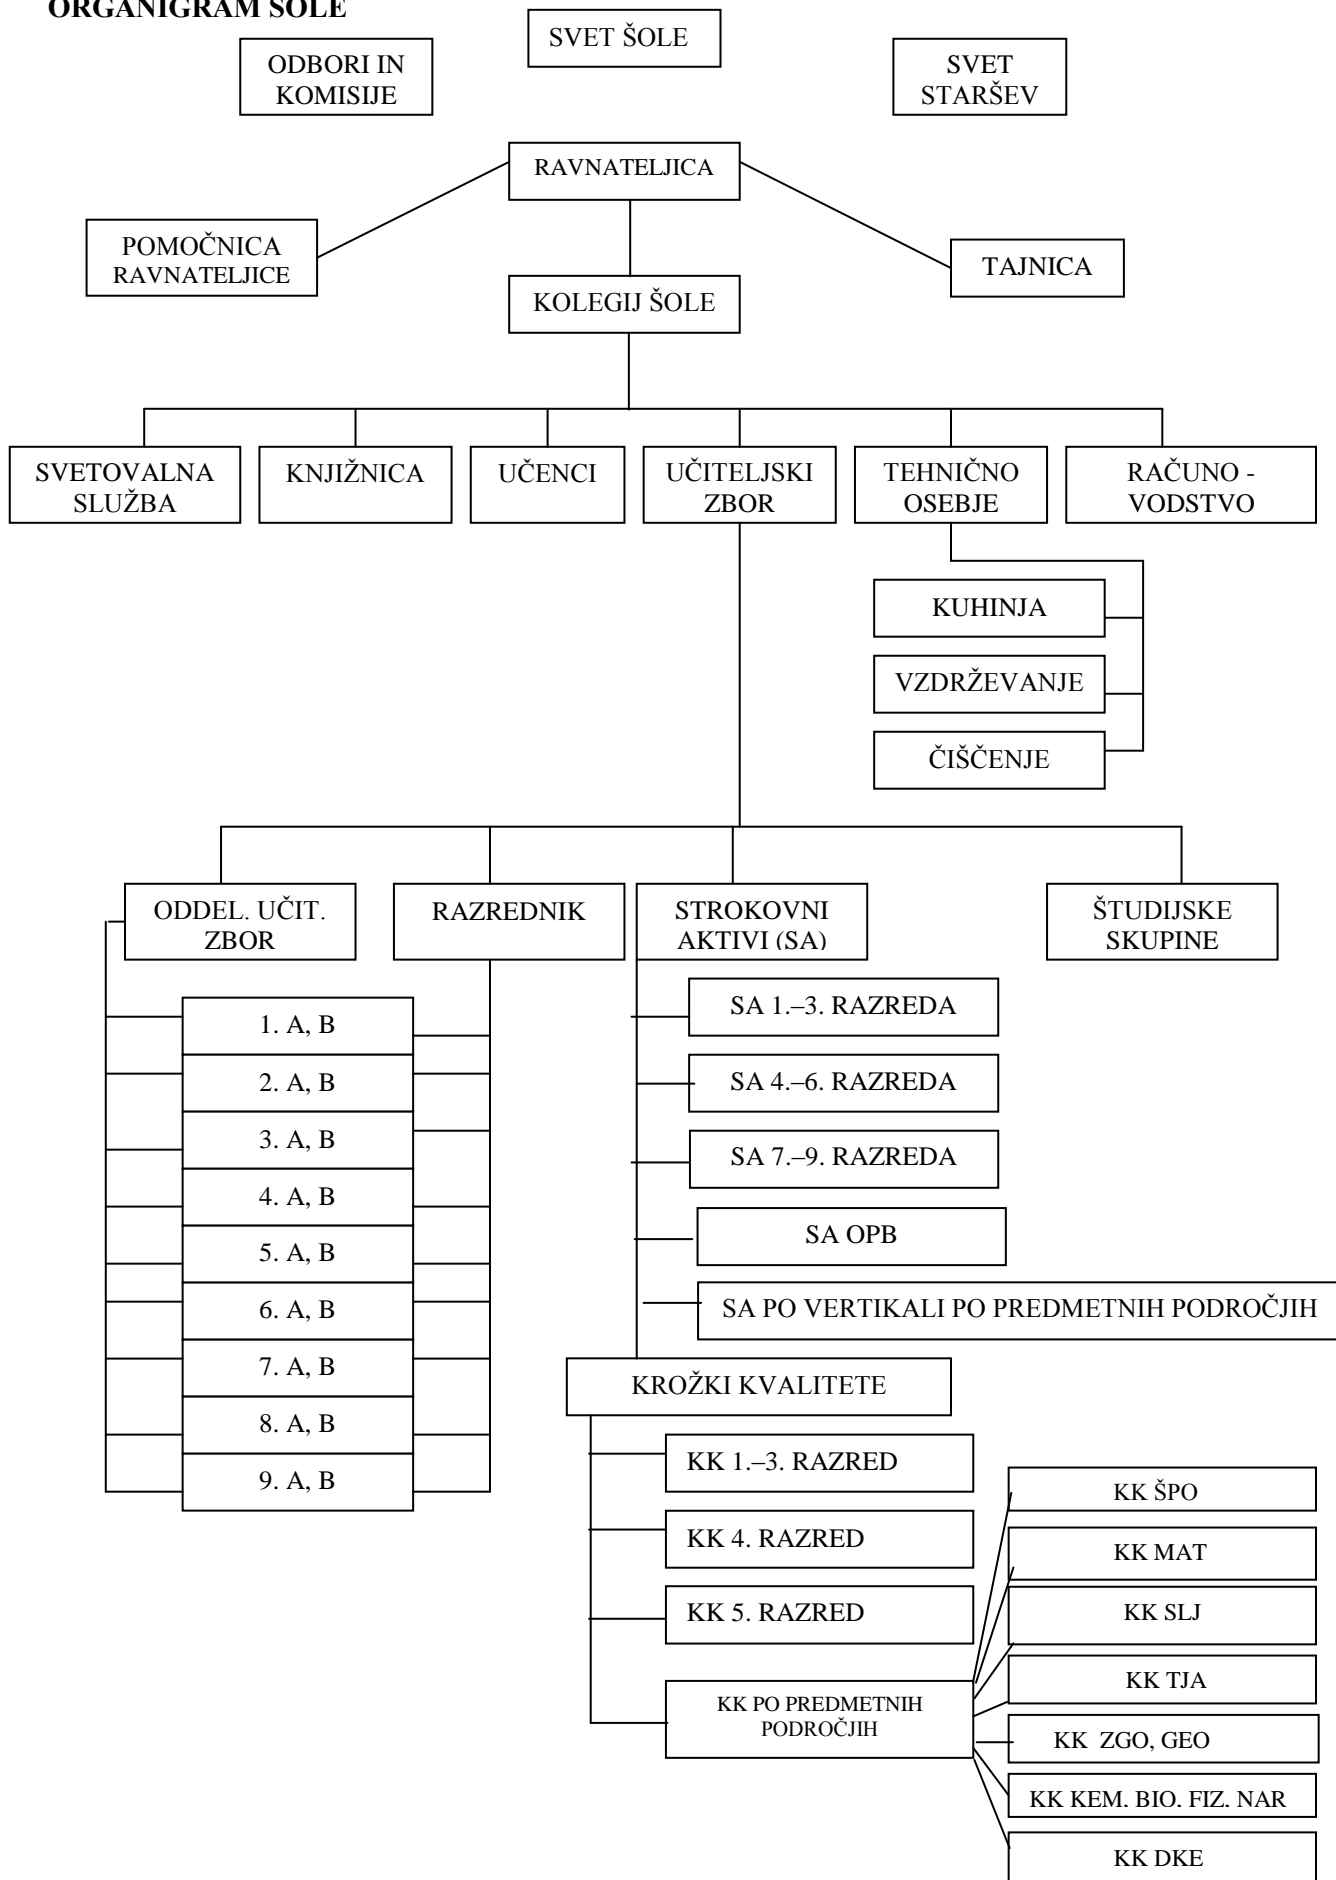 ORGANIGRAM ŠOLE
SVET ŠOLE
ODBORI IN
KOMISIJE
SVET
STARŠEV
RAVNATELJICA
POMOČNICA
RAVNATELJICE
TAJNICA
KOLEGIJ ŠOLE
SVETOVALNA
SLUŽBA
KNJIŽNICA
UČENCI
UČITELJSKI
ZBOR
TEHNIČNO
OSEBJE
RAČUNO -
VODSTVO
KUHINJA
VZDRŽEVANJE
ČIŠČENJE
ODDEL. UČIT.
ZBOR
RAZREDNIK
STROKOVNI
AKTIVI (SA)
ŠTUDIJSKE
SKUPINE
1. A, B
2. A, B
3. A, B
4. A, B
5. A, B
6. A, B
7. A, B
8. A, B
9. A, B
SA 1.–3. RAZREDA
SA 4.–6. RAZREDA
SA 7.–9. RAZREDA
SA OPB
SA PO VERTIKALI PO PREDMETNIH PODROČJIH
KROŽKI KVALITETE
KK 1.–3. RAZRED
KK 4. RAZRED
KK 5. RAZRED
KK PO PREDMETNIH
PODROČJIH
KK ŠPO
KK MAT
KK SLJ
KK TJA
KK ZGO, GEO
KK KEM, BIO, FIZ, NAR
KK DKE